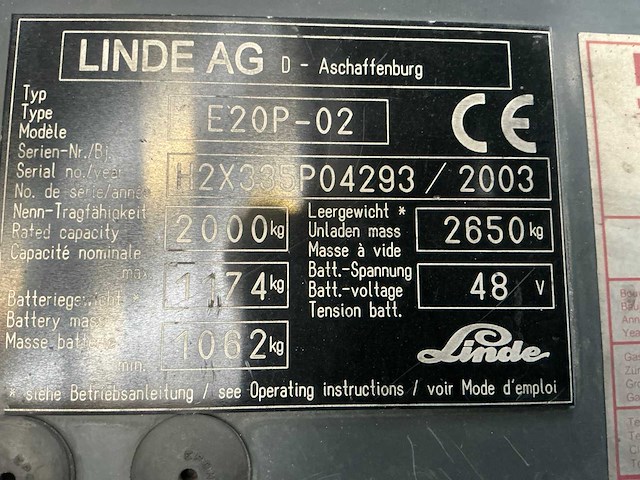 LINDE AG D - Aschaffenburg
Typ
Type
Modèle
E20P-02
CE
Serien-Nr./Bj.
Serial no./year
No. de série/année
H2X335P04293 / 2003
Nenn-Tragfähigkeit
Rated capacity
Capacité nominale
2000 kg
Leergewicht *
Unladen mass
Masse à vide
2650 kg
max.
Batteriegewicht *
Battery mass
Masse batterie
min.
1174 kg
1062 kg
Batt.-Spannung
Batt.-voltage
Tension batt.
48 V
Linde
* siehe Betriebsanleitung / see Operating instructions / voir Mode d'emploi